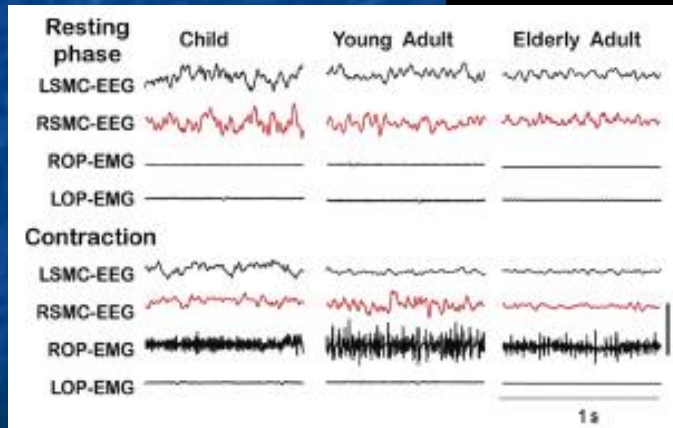 Resting phase
Child Young Adult Elderly Adult
LSMC-EEG
RSMC-EEG
ROP-EMG
LOP-EMG
Contraction
LSMC-EEG
RSMC-EEG
ROP-EMG
LOP-EMG
1 s